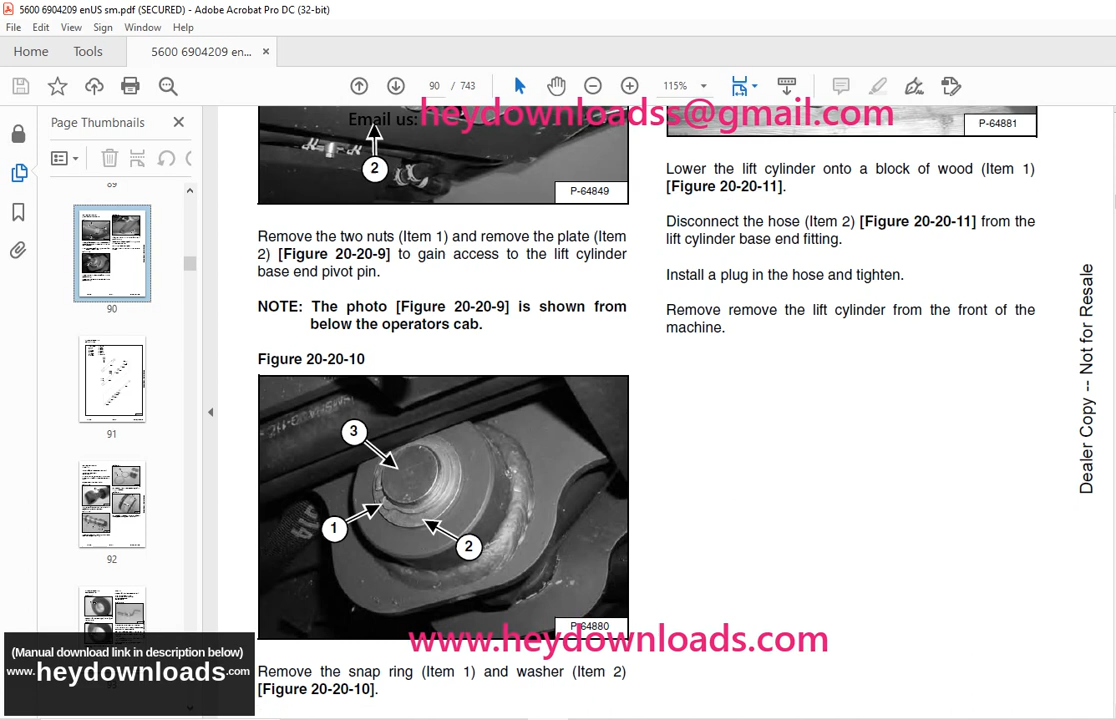 5600 6904209 enUS sm.pdf (SECURED) - Adobe Acrobat Pro DC (32-bit)
File Edit View Sign Window Help
Home Tools 5600 6904209 en... ×
90 / 743 115%
Page Thumbnails
89
90
91
92
Email us: heydownloadss@gmail.com
2
P-64849
Remove the two nuts (Item 1) and remove the plate (Item
2) [Figure 20-20-9] to gain access to the lift cylinder
base end pivot pin.
NOTE: The photo [Figure 20-20-9] is shown from
below the operators cab.
Figure 20-20-10
3
1
2
P-64880
www.heydownloads.com
Remove the snap ring (Item 1) and washer (Item 2)
[Figure 20-20-10].
P-64881
Lower the lift cylinder onto a block of wood (Item 1)
[Figure 20-20-11].
Disconnect the hose (Item 2) [Figure 20-20-11] from the
lift cylinder base end fitting.
Install a plug in the hose and tighten.
Remove remove the lift cylinder from the front of the
machine.
Dealer Copy -- Not for Resale
(Manual download link in description below)
www.heydownloads.com